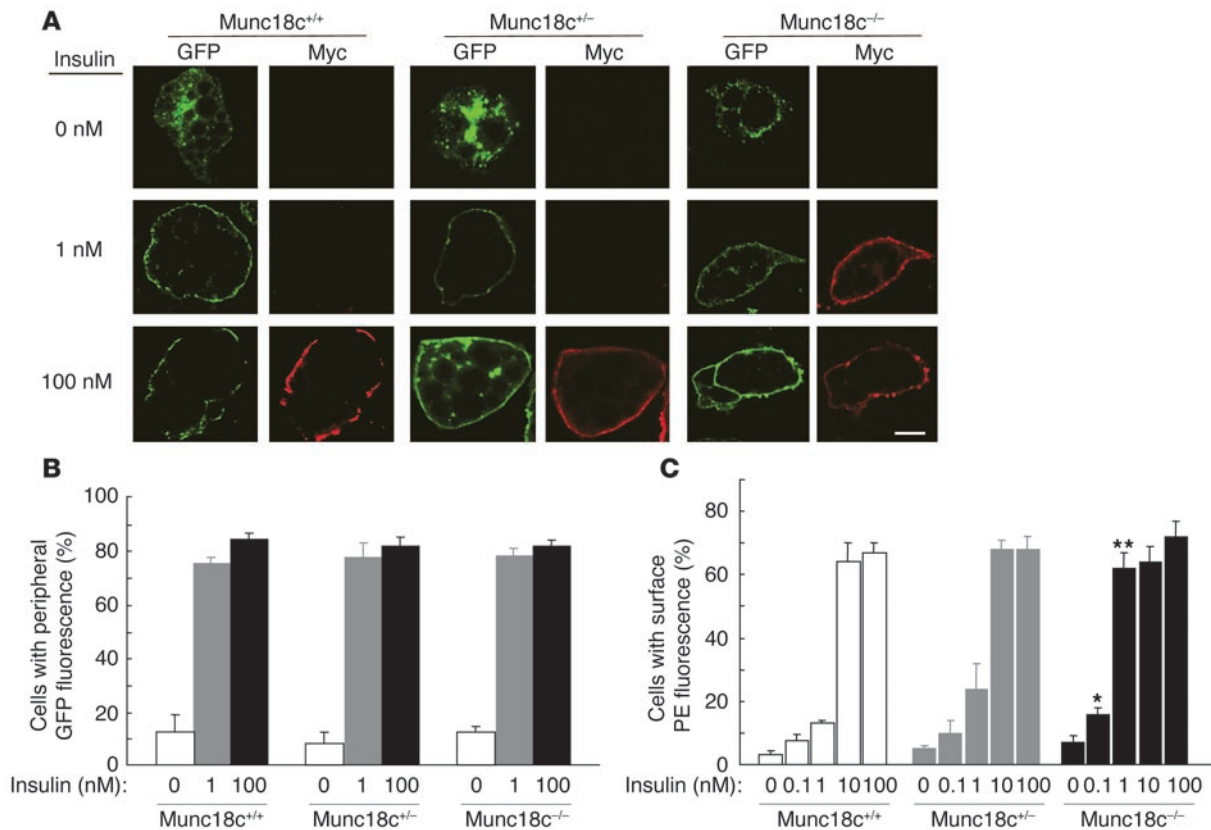 A
Munc18c+/+ Munc18c+/- Munc18c-/-
Insulin GFP Myc GFP Myc GFP Myc
0 nM
1 nM
100 nM
B
Cells with peripheral
GFP fluorescence (%)
100
80
60
40
20
0
Insulin (nM): 0 1 100 0 1 100 0 1 100
Munc18c+/+ Munc18c+/- Munc18c-/-
C
Cells with surface
PE fluorescence (%)
80
60
40
20
0
* **
Insulin (nM): 0 0.1 1 10 100 0 0.1 1 10 100 0 0.1 1 10 100
Munc18c+/+ Munc18c+/- Munc18c-/-